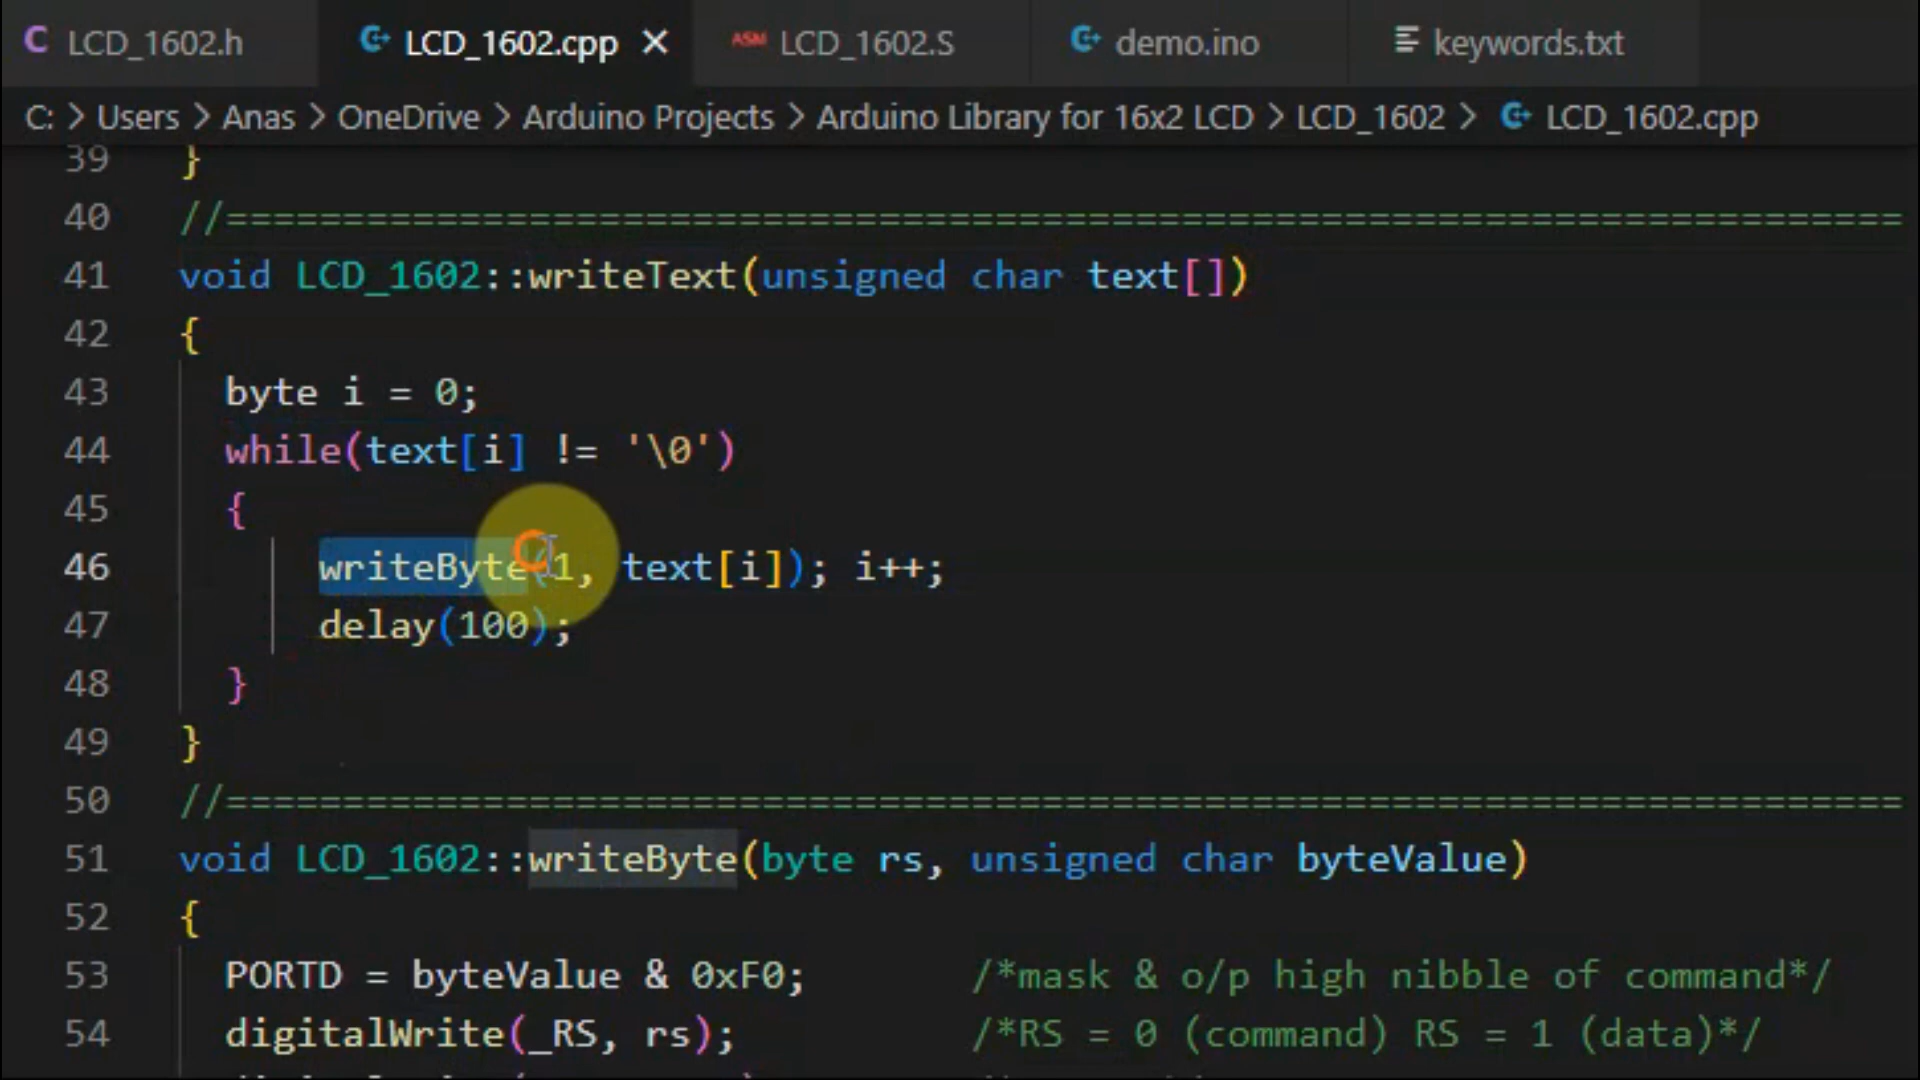 LCD_1602.h LCD_1602.cpp ASM LCD_1602.S demo.ino keywords.txt
C: > Users > Anas > OneDrive > Arduino Projects > Arduino Library for 16x2 LCD > LCD_1602 > LCD_1602.cpp
39 }
40 //=========================================================================
41 void LCD_1602::writeText(unsigned char text[])
42 {
43 byte i = 0;
44 while(text[i] != '\0')
45 {
46 writeByte(1, text[i]); i++;
47 delay(100);
48 }
49 }
50 //=========================================================================
51 void LCD_1602::writeByte(byte rs, unsigned char byteValue)
52 {
53 PORTD = byteValue & 0xF0; /*mask & o/p high nibble of command*/
54 digitalWrite(_RS, rs); /*RS = 0 (command) RS = 1 (data)*/